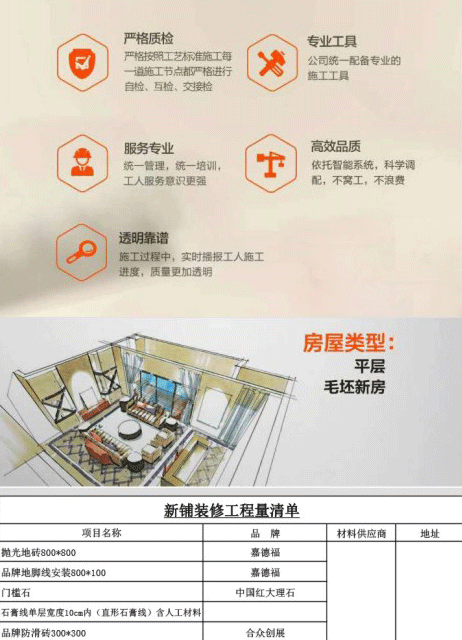 严格质检
严格按照工艺标准施工每
一道施工节点都严格进行
自检、互检、交接检
专业工具
公司统一配备专业的
施工工具
服务专业
统一管理，统一培训，
工人服务意识更强
高效品质
依托智能系统，科学调
配，不窝工，不浪费
透明靠谱
施工过程中，实时播报工人施工
进度，质量更加透明
房屋类型：
平层
毛坯新房
新铺装修工程量清单
项目名称 品 牌 材料供应商 地址
抛光地砖800*800 嘉德福
品牌地脚线安装800*100 嘉德福
门槛石 中国红大理石
石膏线单层宽度10cm内（直形石膏线）含人工材料
品牌防滑砖300*300 合众创展